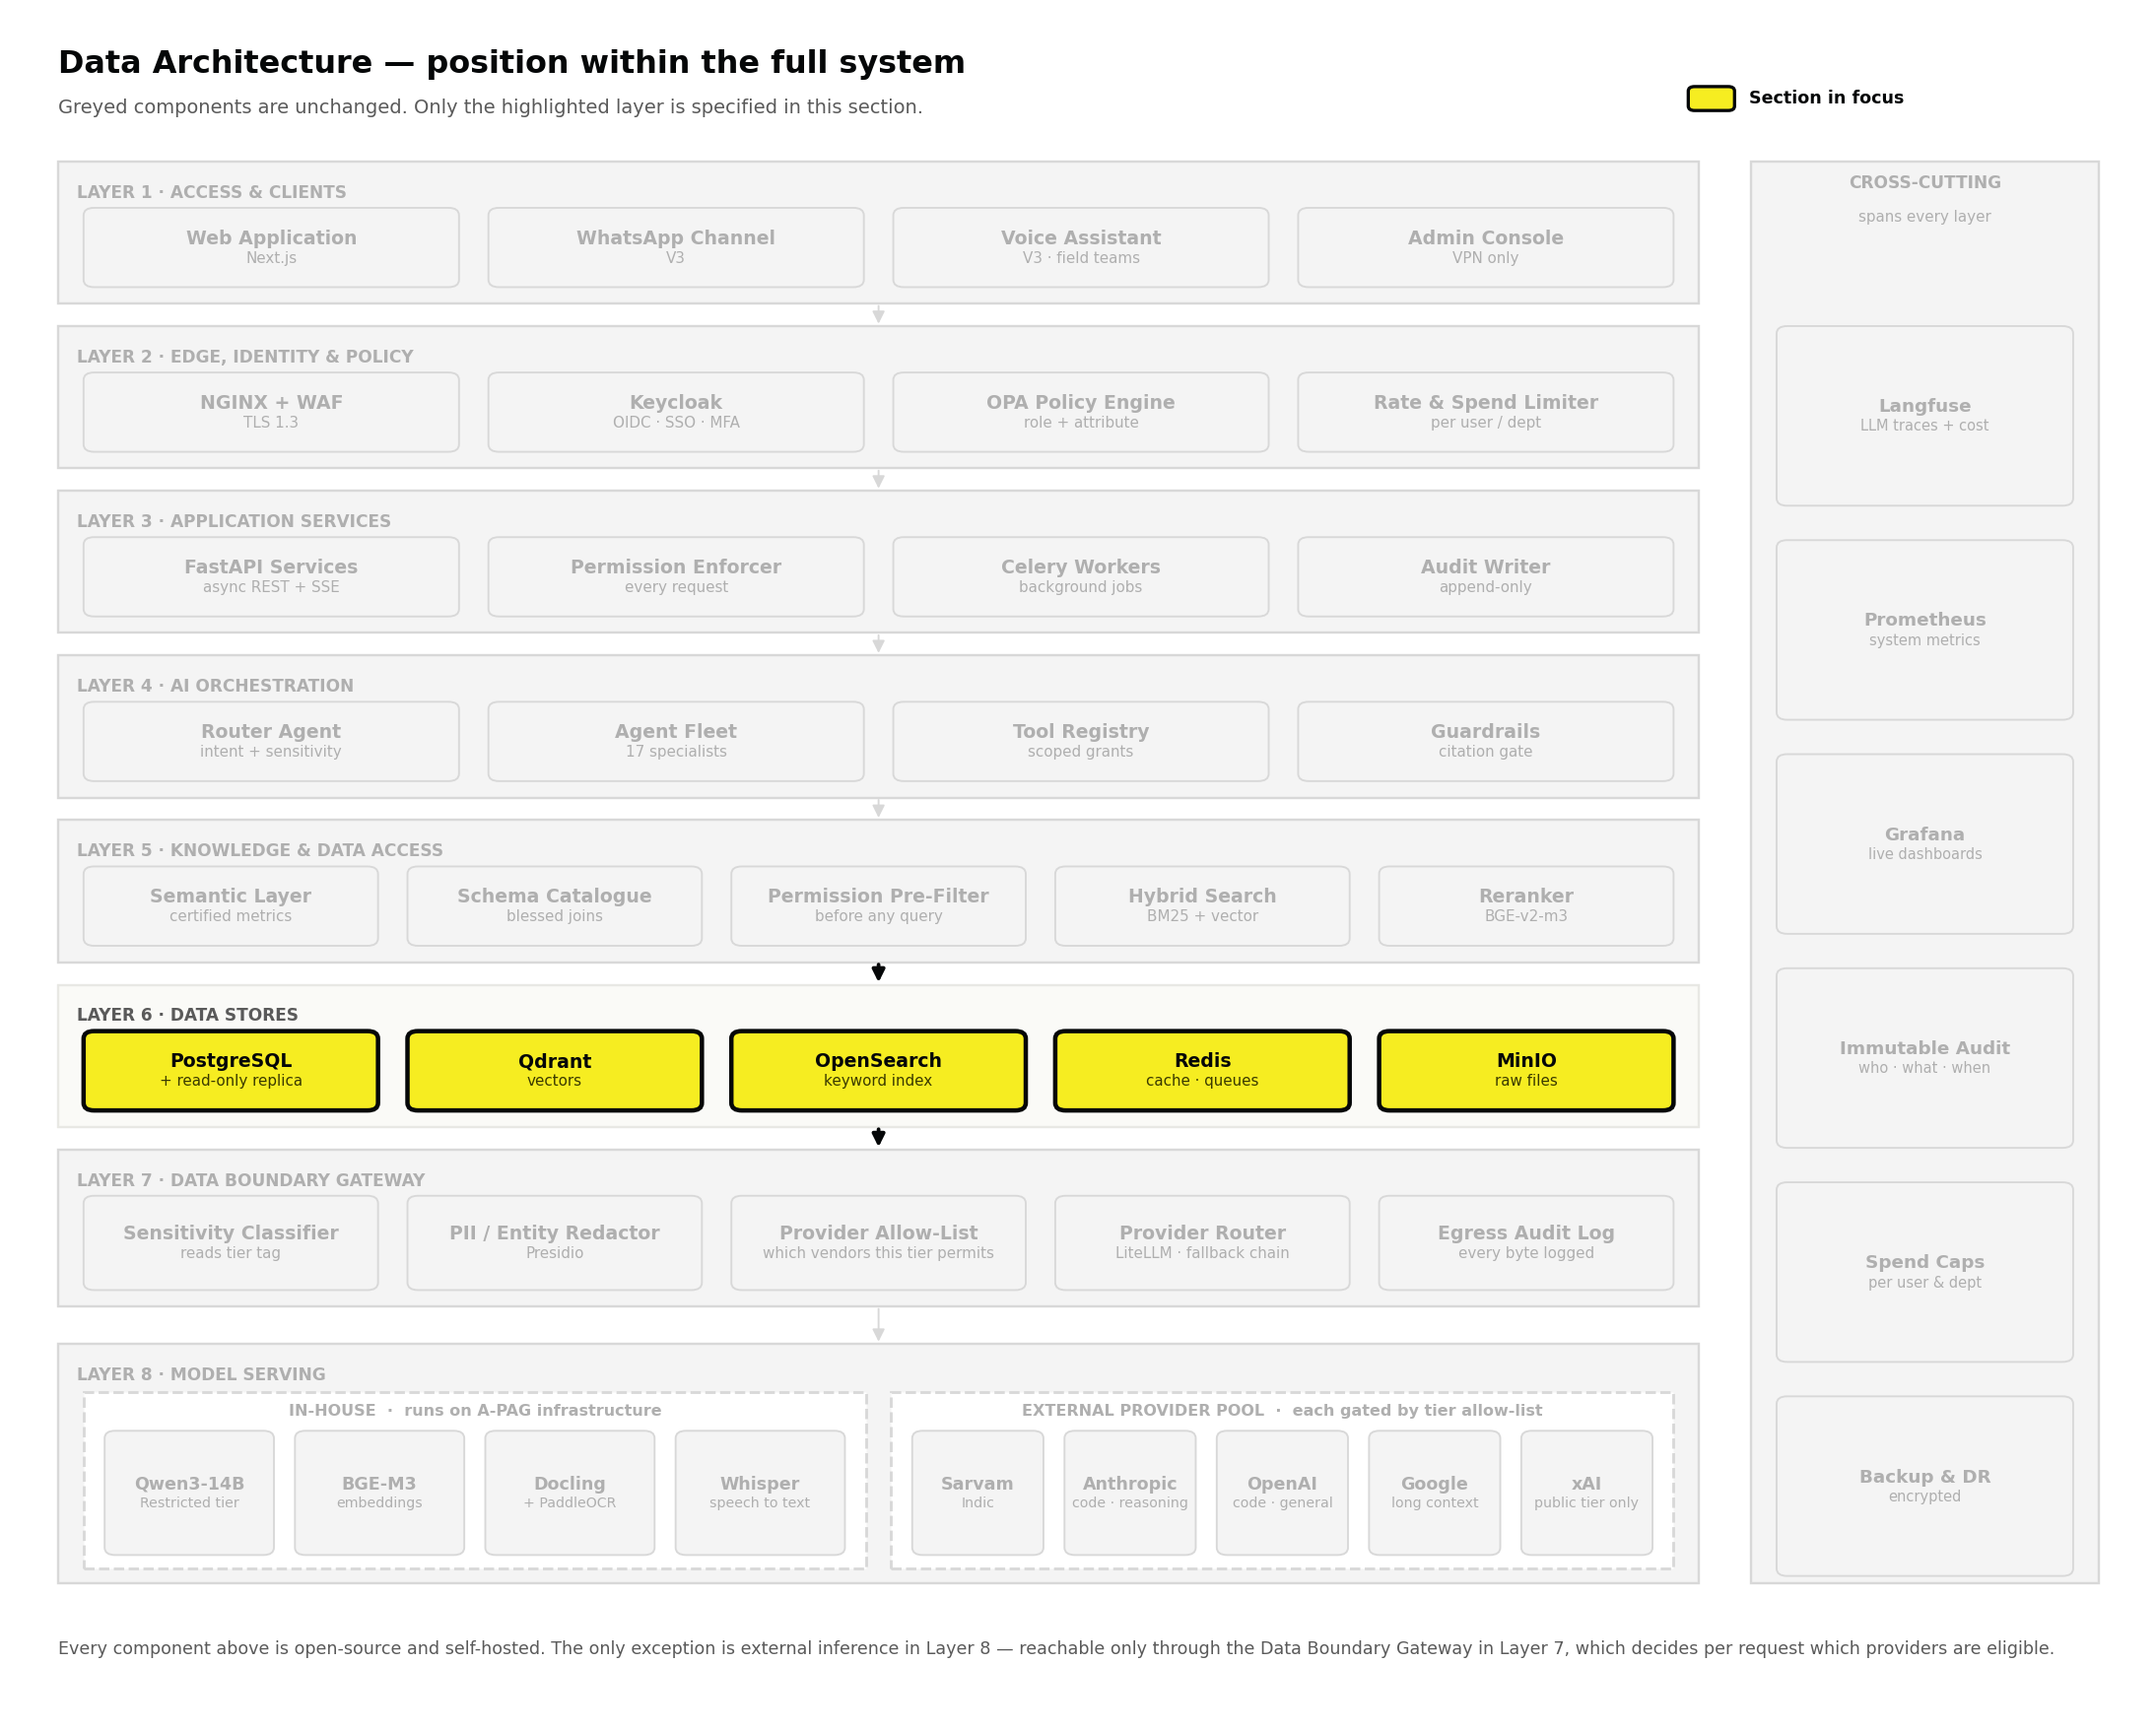 Data Architecture — position within the full system
Greyed components are unchanged. Only the highlighted layer is specified in this section.
Section in focus
LAYER 1 · ACCESS & CLIENTS
Web Application
Next.js
WhatsApp Channel
V3
Voice Assistant
V3 · field teams
Admin Console
VPN only
LAYER 2 · EDGE, IDENTITY & POLICY
NGINX + WAF
TLS 1.3
Keycloak
OIDC · SSO · MFA
OPA Policy Engine
role + attribute
Rate & Spend Limiter
per user / dept
LAYER 3 · APPLICATION SERVICES
FastAPI Services
async REST + SSE
Permission Enforcer
every request
Celery Workers
background jobs
Audit Writer
append-only
LAYER 4 · AI ORCHESTRATION
Router Agent
intent + sensitivity
Agent Fleet
17 specialists
Tool Registry
scoped grants
Guardrails
citation gate
LAYER 5 · KNOWLEDGE & DATA ACCESS
Semantic Layer
certified metrics
Schema Catalogue
blessed joins
Permission Pre-Filter
before any query
Hybrid Search
BM25 + vector
Reranker
BGE-v2-m3
LAYER 6 · DATA STORES
PostgreSQL
+ read-only replica
Qdrant
vectors
OpenSearch
keyword index
Redis
cache · queues
MinIO
raw files
LAYER 7 · DATA BOUNDARY GATEWAY
Sensitivity Classifier
reads tier tag
PII / Entity Redactor
Presidio
Provider Allow-List
which vendors this tier permits
Provider Router
LiteLLM · fallback chain
Egress Audit Log
every byte logged
LAYER 8 · MODEL SERVING
IN-HOUSE · runs on A-PAG infrastructure
Qwen3-14B
Restricted tier
BGE-M3
embeddings
Docling
+ PaddleOCR
Whisper
speech to text
EXTERNAL PROVIDER POOL · each gated by tier allow-list
Sarvam
Indic
Anthropic
code · reasoning
OpenAI
code · general
Google
long context
xAI
public tier only
CROSS-CUTTING
spans every layer
Langfuse
LLM traces + cost
Prometheus
system metrics
Grafana
live dashboards
Immutable Audit
who · what · when
Spend Caps
per user & dept
Backup & DR
encrypted
Every component above is open-source and self-hosted. The only exception is external inference in Layer 8 — reachable only through the Data Boundary Gateway in Layer 7, which decides per request which providers are eligible.